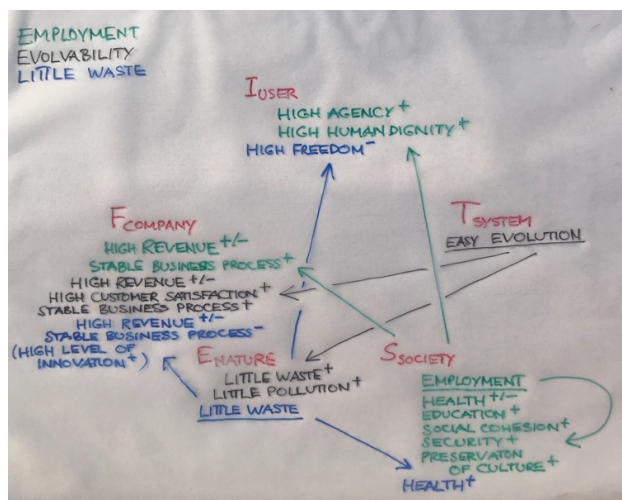 EMPLOYMENT
EVOLVABILITY
LITTLE WASTE
IUSER
HIGH AGENCY+
HIGH HUMAN DIGNITY+
HIGH FREEDOM-
FCOMPANY
HIGH REVENUE+/-
STABLE BUSINESS PROCESS+
HIGH REVENUE+/-
HIGH CUSTOMER SATISFACTION+
STABLE BUSINESS PROCESS+
HIGH REVENUE+/-
STABLE BUSINESS PROCESS-
(HIGH LEVEL OF
INNOVATION+)
TSYSTEM
EASY EVOLUTION
ENATURE
LITTLE WASTE+
LITTLE POLLUTION+
LITTLE WASTE
SSOCIETY
EMPLOYMENT
HEALTH+/-
EDUCATION+
SOCIAL COHESION+
SECURITY+
PRESERVATON
OF CULTURE+
HEALTH+